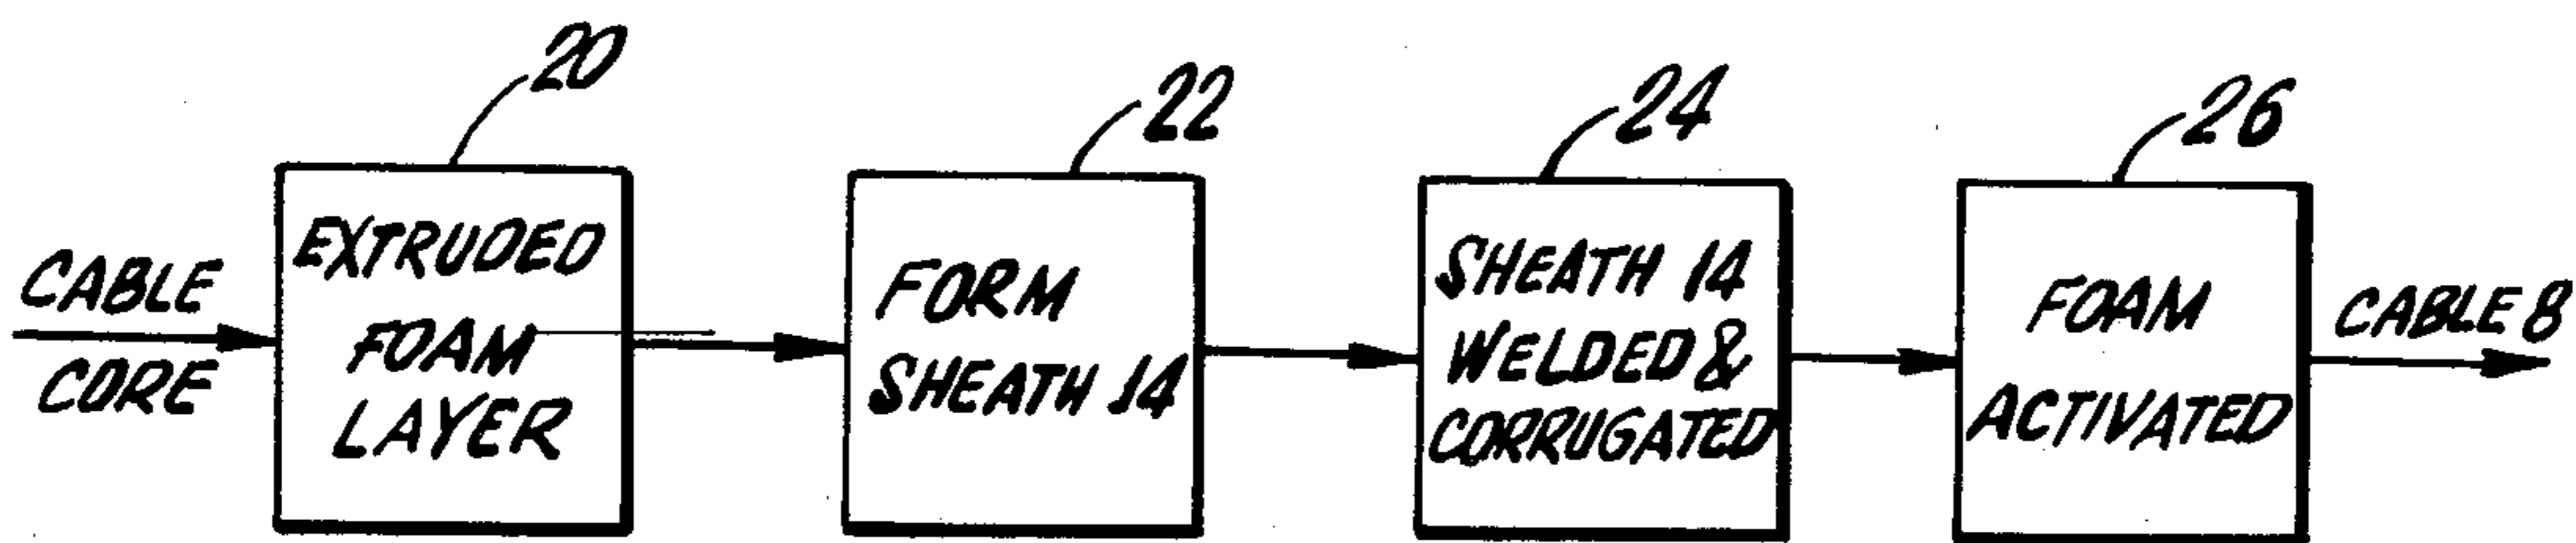 20
22
24
26
CABLE
CORE
EXTRUDED
FOAM
LAYER
FORM
SHEATH 14
SHEATH 14
WELDED &
CORRUGATED
FOAM
ACTIVATED
CABLE 8